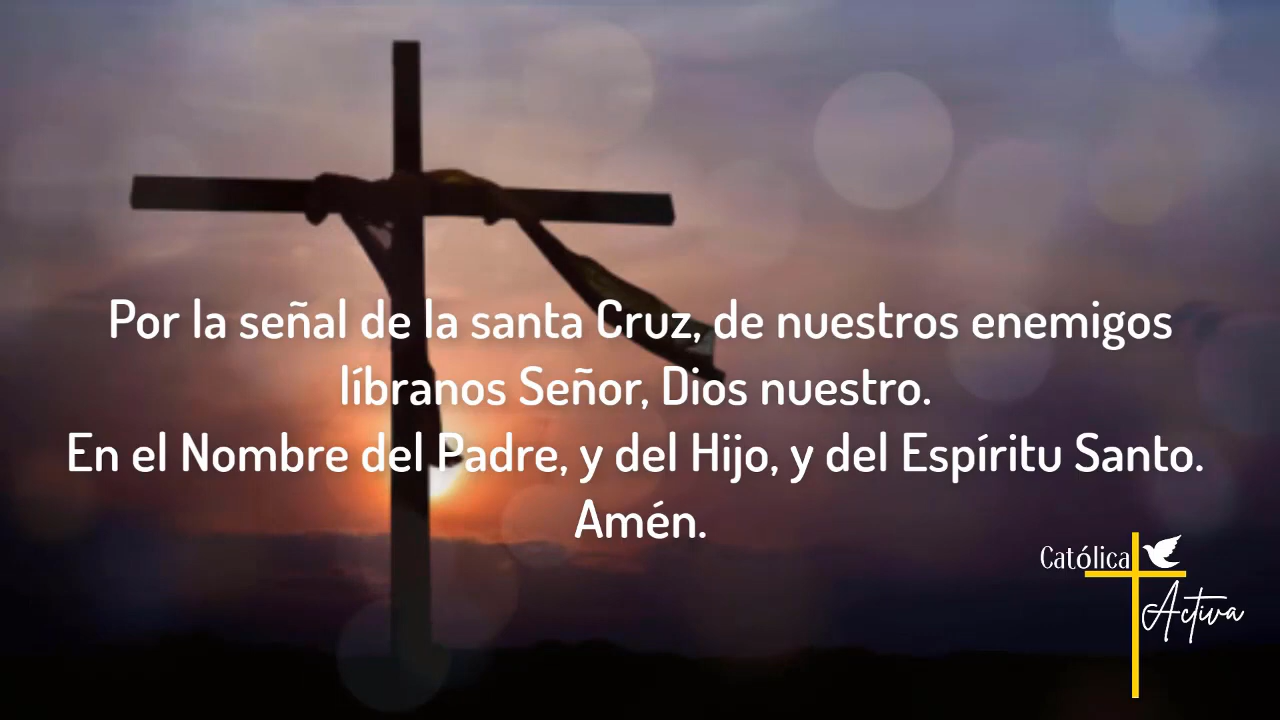 Por la señal de la santa Cruz, de nuestros enemigos
líbranos Señor, Dios nuestro.
En el Nombre del Padre, y del Hijo, y del Espíritu Santo.
Amén.
Católica
Activa